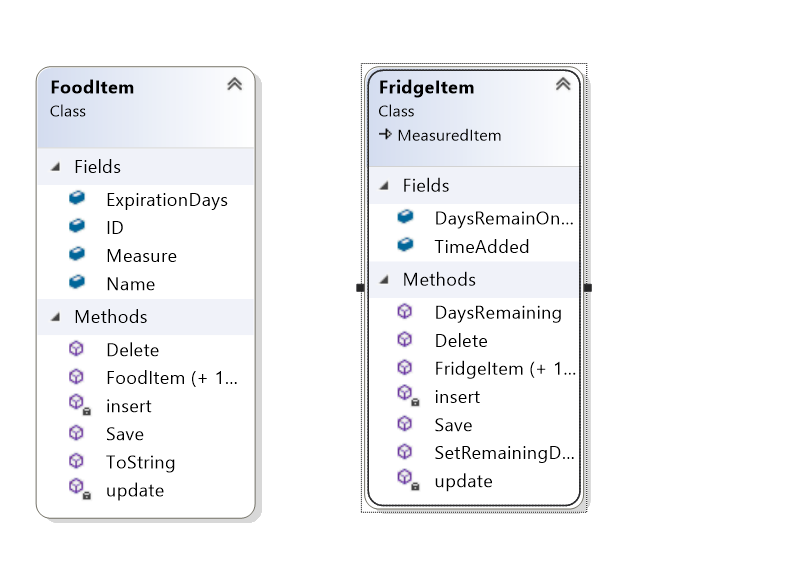 FoodItem
Class
Fields
ExpirationDays
ID
Measure
Name
Methods
Delete
FoodItem (+ 1...
insert
Save
ToString
update
FridgeItem
Class
MeasuredItem
Fields
DaysRemainOn...
TimeAdded
Methods
DaysRemaining
Delete
FridgeItem (+ 1...
insert
Save
SetRemainingD...
update